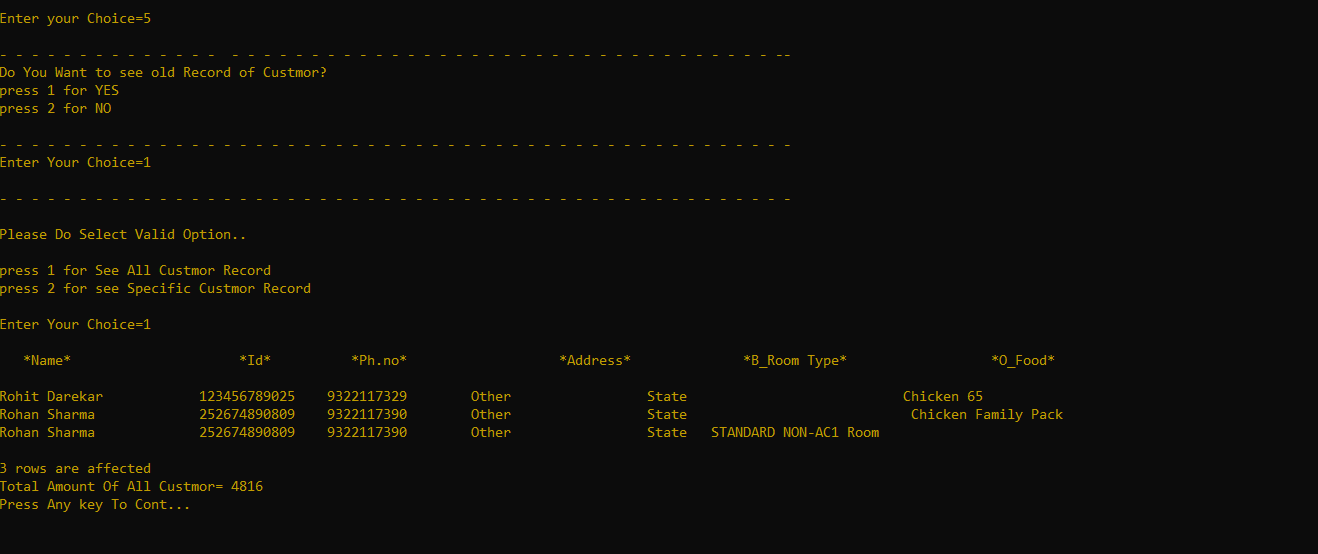 Enter your Choice=5
- - - - - - - - - - - - - -  - - - - - - - - - - - - - - - - - - - - - - - - - - - - - - - - - - --
Do You Want to see old Record of Custmor?
press 1 for YES
press 2 for NO
- - - - - - - - - - - - - - - - - - - - - - - - - - - - - - - - - - - - - - - - - - - - - - - - - -
Enter Your Choice=1
- - - - - - - - - - - - - - - - - - - - - - - - - - - - - - - - - - - - - - - - - - - - - - - - - -
Please Do Select Valid Option..
press 1 for See All Custmor Record
press 2 for see Specific Custmor Record
Enter Your Choice=1
*Name* *Id* *Ph.no* *Address* *B_Room Type* *O_Food*
Rohit Darekar 123456789025 9322117329 Other State Chicken 65
Rohan Sharma 252674890809 9322117390 Other State Chicken Family Pack
Rohan Sharma 252674890809 9322117390 Other State STANDARD NON-AC1 Room
3 rows are affected
Total Amount Of All Custmor= 4816
Press Any key To Cont...